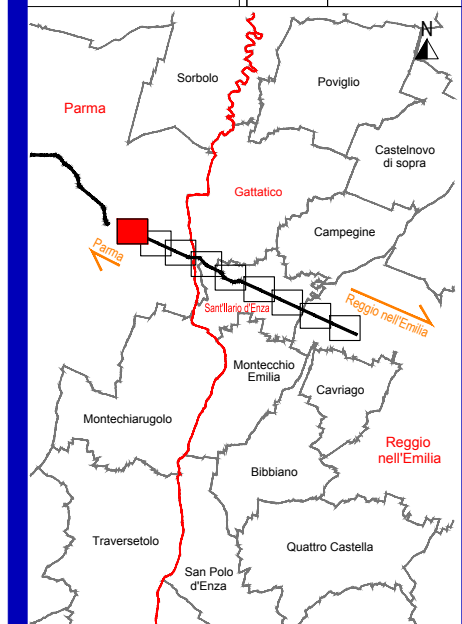 N
Sorbolo
Poviglio
Parma
Castelnovo
di sopra
Gattatico
Campegine
Parma
Reggio nell'Emilia
Sant'Ilario d'Enza
Montecchio
Emilia
Cavriago
Montechiarugolo
Reggio
nell'Emilia
Bibbiano
Traversetolo
Quattro Castella
San Polo
d'Enza